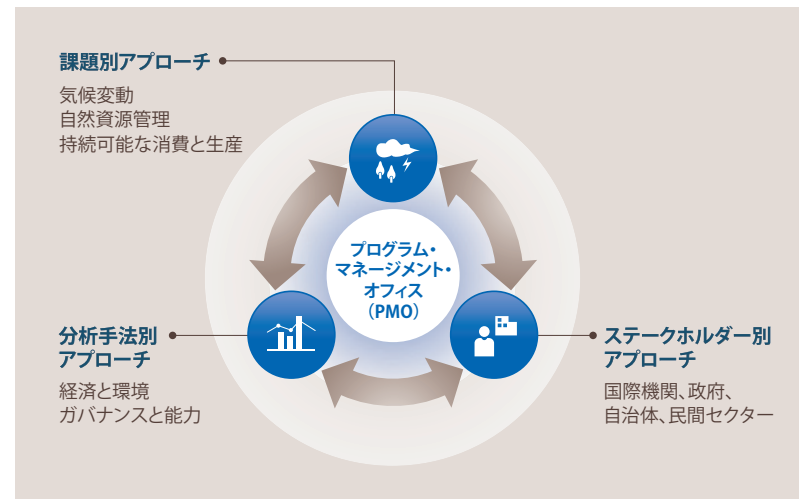 課題別アプローチ
気候変動
自然資源管理
持続可能な消費と生産
プログラム・
マネージメント・
オフィス
(PMO)
分析手法別
アプローチ
経済と環境
ガバナンスと能力
ステークホルダー別
アプローチ
国際機関、政府、
自治体、民間セクター